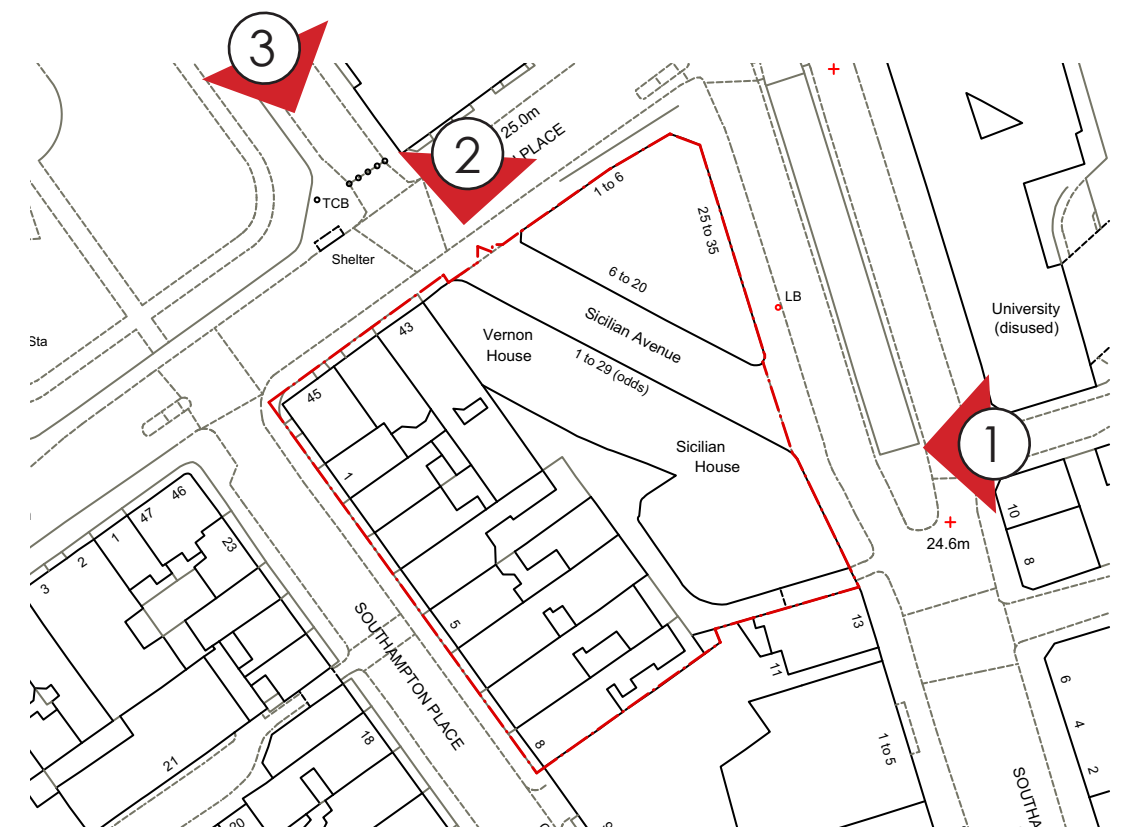 3
2
25.0m
PLACE
1 to 6
25 to 35
TCB
Shelter
6 to 20
LB
Sicilian Avenue
University
(disused)
Sta
Vernon
House
43
1 to 29 (odds)
45
Sicilian
House
1
1
46
47
1
2
3
23
10
8
24.6m
SOUTHAMPTON PLACE
5
13
11
6
4
2
8
18
21
20
1 to 5
SOUTHA